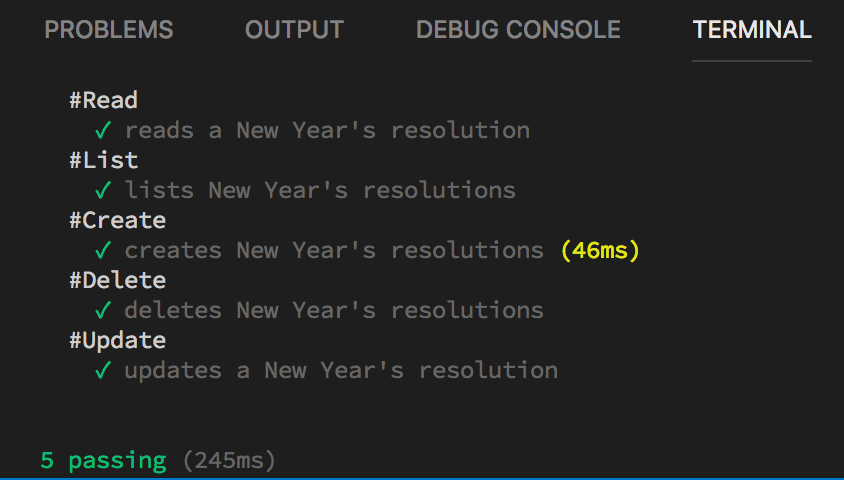 PROBLEMS OUTPUT DEBUG CONSOLE TERMINAL
#Read
✓ reads a New Year's resolution
#List
✓ lists New Year's resolutions
#Create
✓ creates New Year's resolutions (46ms)
#Delete
✓ deletes New Year's resolutions
#Update
✓ updates a New Year's resolution
5 passing (245ms)